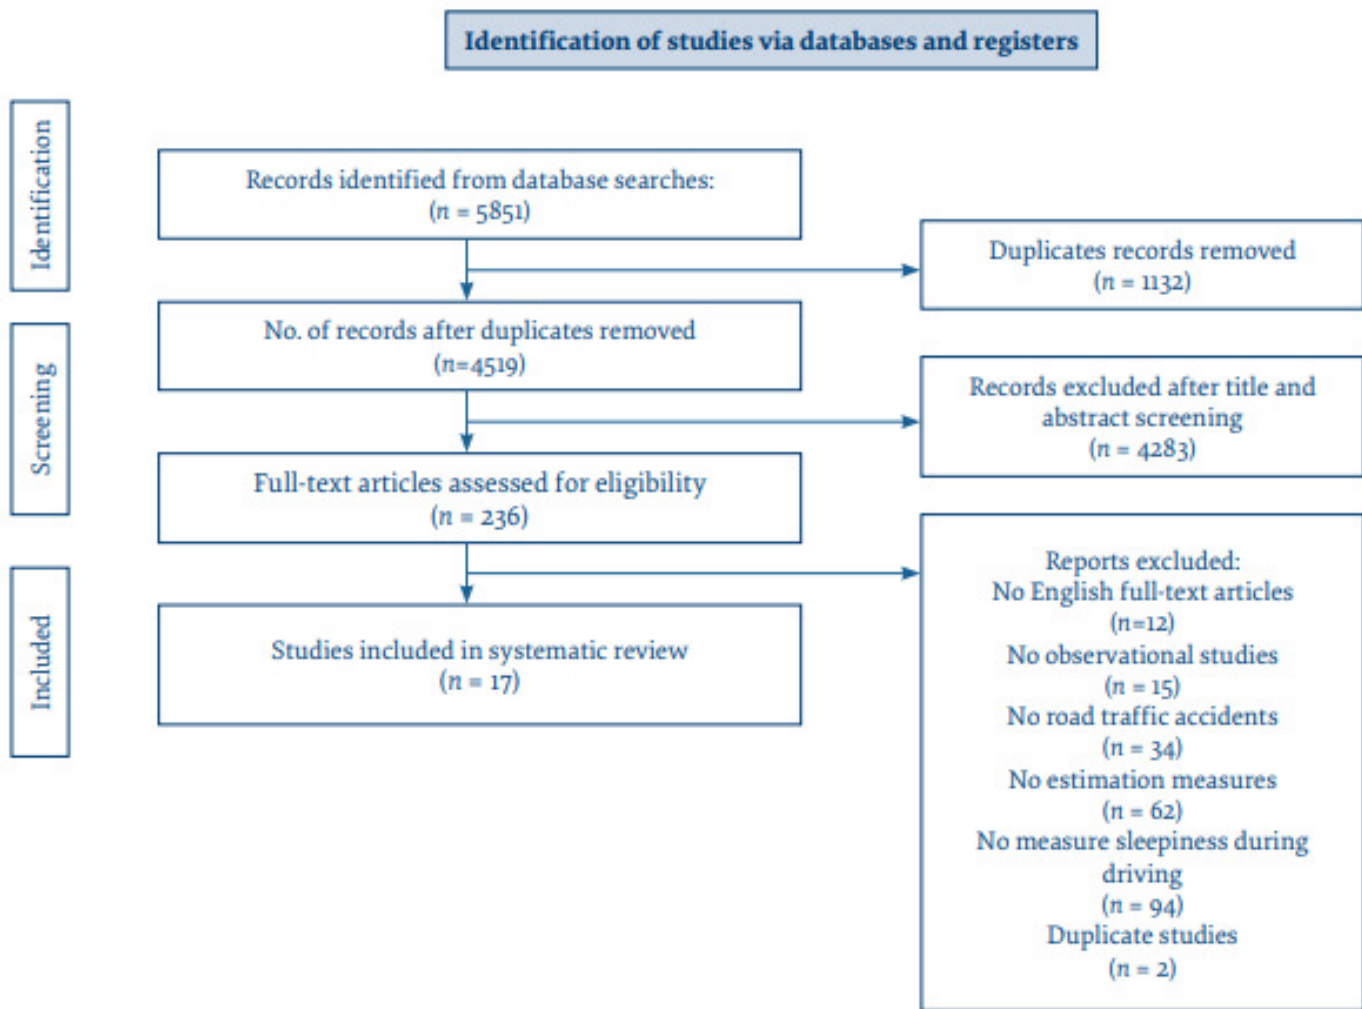 Identification of studies via databases and registers
Identification
Records identified from database searches:
(n = 5851)
Duplicates records removed
(n = 1132)
Screening
No. of records after duplicates removed
(n=4519)
Records excluded after title and
abstract screening
(n = 4283)
Full-text articles assessed for eligibility
(n = 236)
Included
Studies included in systematic review
(n = 17)
Reports excluded:
No English full-text articles
(n=12)
No observational studies
(n = 15)
No road traffic accidents
(n = 34)
No estimation measures
(n = 62)
No measure sleepiness during
driving
(n = 94)
Duplicate studies
(n = 2)